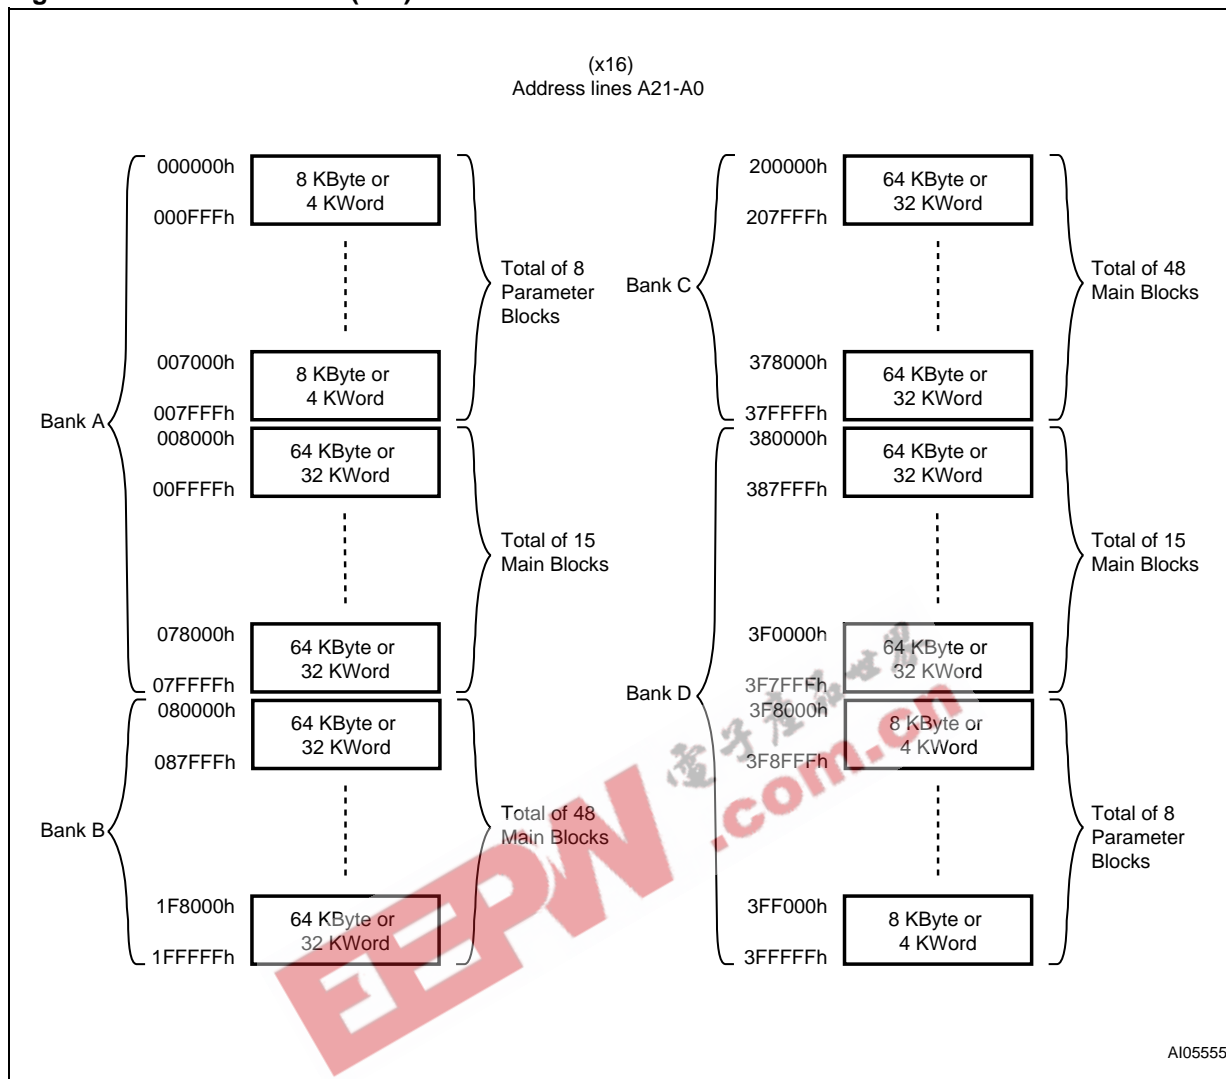 (x16)
Address lines A21-A0
Bank A
000000h
8 KByte or
4 KWord
000FFFh
Total of 8
Parameter
Blocks
007000h
8 KByte or
4 KWord
007FFFh
008000h
64 KByte or
32 KWord
00FFFFh
Total of 15
Main Blocks
078000h
64 KByte or
32 KWord
07FFFFh
Bank B
080000h
64 KByte or
32 KWord
087FFFh
Total of 48
Main Blocks
1F8000h
64 KByte or
32 KWord
1FFFFFh
Bank C
200000h
64 KByte or
32 KWord
207FFFh
Total of 48
Main Blocks
378000h
64 KByte or
32 KWord
37FFFFh
Bank D
380000h
64 KByte or
32 KWord
387FFFh
Total of 15
Main Blocks
3F0000h
64 KByte or
32 KWord
3F7FFFh
3F8000h
8 KByte or
4 KWord
3F8FFFh
Total of 8
Parameter
Blocks
3FF000h
8 KByte or
4 KWord
3FFFFFh
EEPW.com.cn
電子產品世界
AI05555